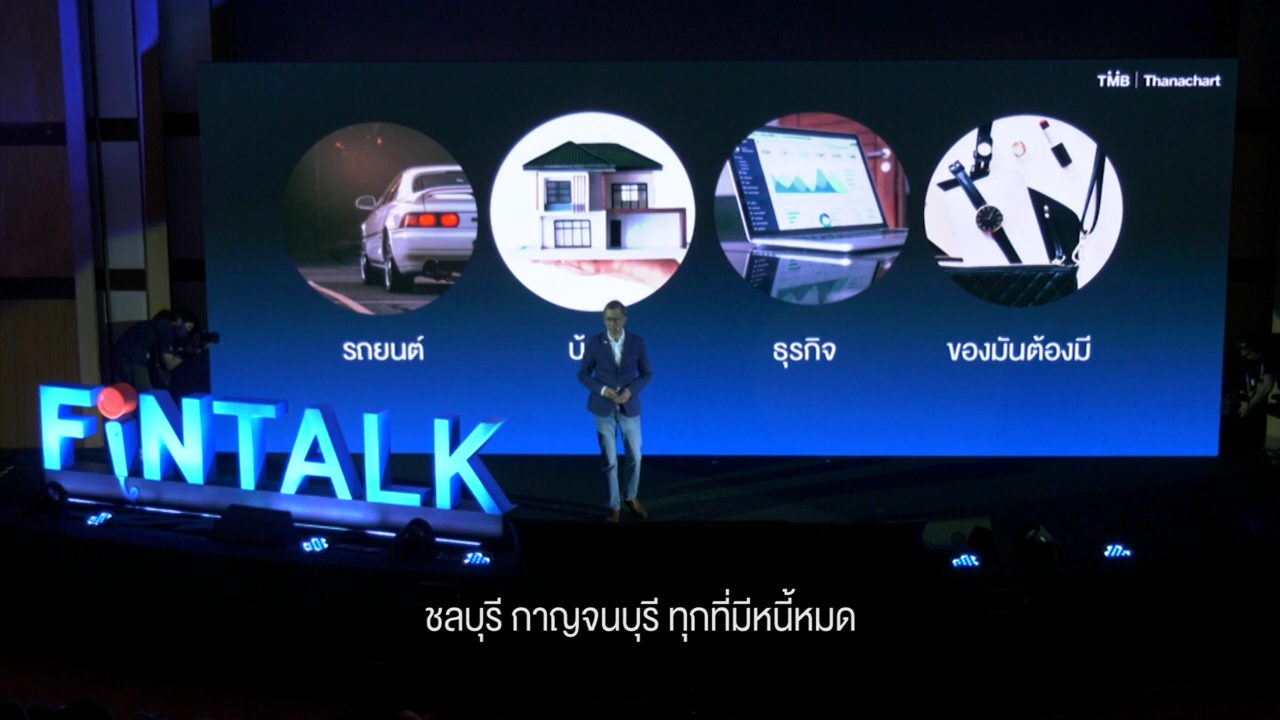 TMB | Thanachart
รถยนต์
บ้
ธุรกิจ
ของมันต้องมี
FINTALK
ชลบุรี กาญจนบุรี ทุกที่มีหนี้หมด